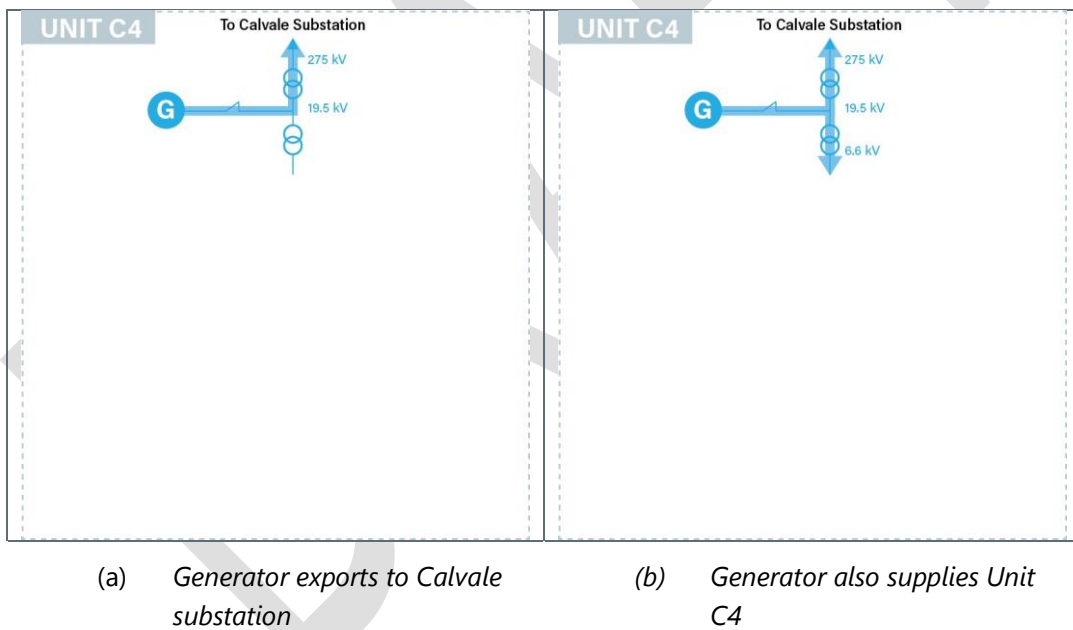 UNIT C4
To Calvale Substation
275 kV
G
19.5 kV
UNIT C4
To Calvale Substation
275 kV
G
19.5 kV
6.6 kV
(a) Generator exports to Calvale
substation
(b) Generator also supplies Unit
C4